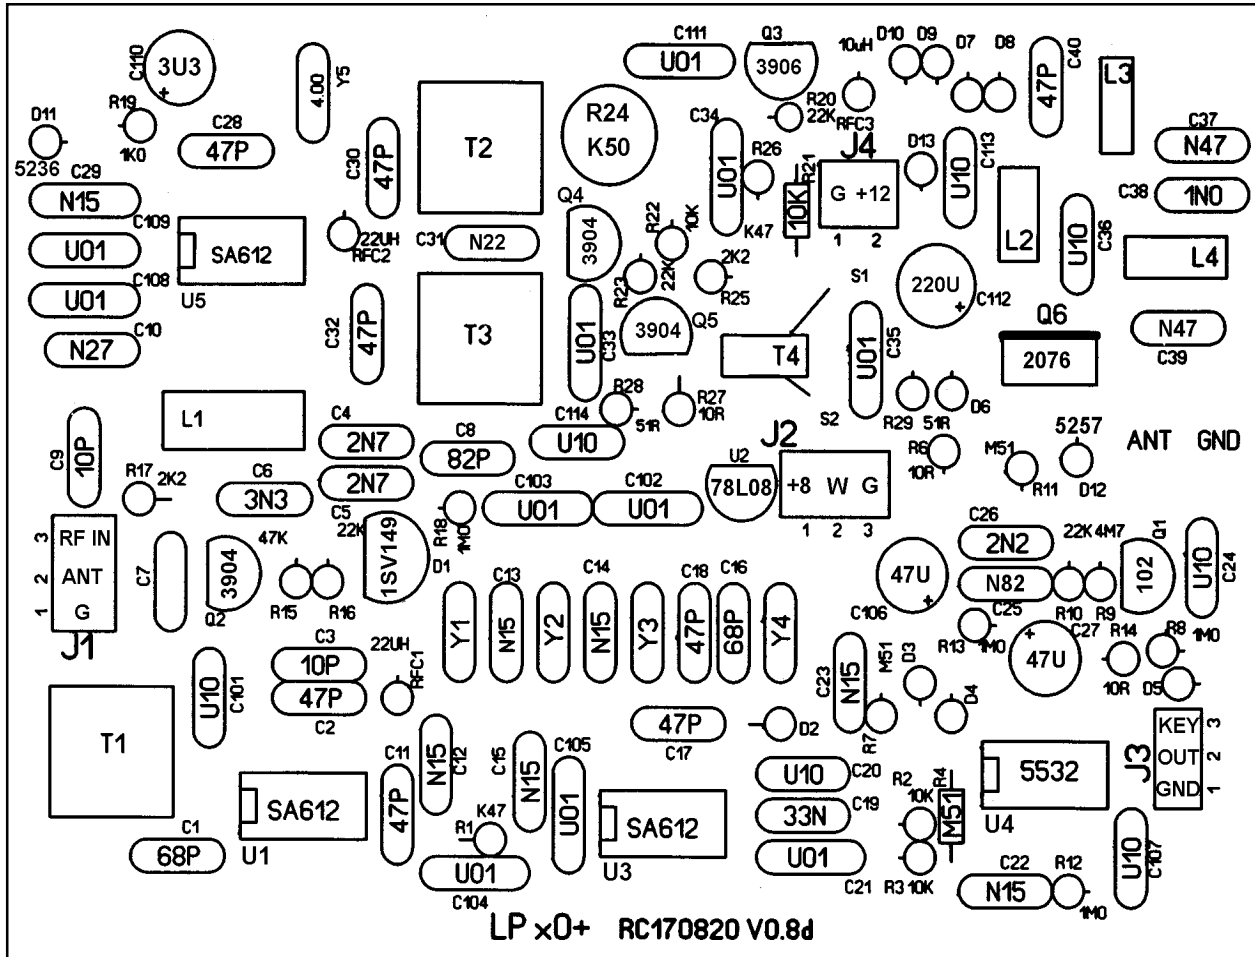 C110
3U3
+
R19
1K0
D11
5236
C28
47P
4.00
Y5
C29
N15
C109
U01
C108
U01
C10
N27
SA612
U5
C30
47P
22UH
RFC2
C32
47P
T2
C31
N22
T3
R24
K50
C111
U01
Q3
3906
10uH
RFC3
R20
22K
D10
D9
D7
D8
C40
47P
L3
C37
N47
C38
1N0
L4
N47
C39
C34
U01
R26
K47
R21
10K
J4
G +12
1 2
D13
C113
U10
L2
C36
U10
Q4
3904
R22
10K
R23
22K
2K2
R25
Q5
3904
C33
U01
S1
T4
S2
C35
U01
220U
+
C112
Q6
2076
R28
51R
R27
10R
R29
51R
D6
L1
C9
10P
C4
2N7
2N7
C5
C8
82P
C114
U10
J2
+8 W G
1 2 3
U2
78L08
R6
10R
M51
R11
5257
D12
ANT GND
R17
2K2
C6
3N3
22K
1SV149
D1
R18
1M0
C103
U01
C102
U01
3 RF IN
2 ANT
1 G
J1
C7
3904
Q2
47K
R15
R16
Y1
C13
N15
Y2
C14
N15
Y3
C18
47P
C16
68P
Y4
47U
+
C106
C26
2N2
N82
C25
22K
4M7
R10
R9
Q1
102
U10
C24
1M0
R13
1M0
C27
47U
+
R14
10R
R8
D5
T1
U10
C101
C3
10P
47P
C2
22UH
RFC1
C23
N15
M51
R7
D3
D4
47P
C17
D2
C11
47P
N15
C12
C15
N15
C105
U01
U10
C20
33N
C19
U01
C21
R2
10K
R3
10K
R4
M51
5532
U4
J3
KEY 3
OUT 2
GND 1
C1
68P
SA612
U1
R1
K47
U01
C104
SA612
U3
C22
N15
R12
1M0
U10
C107
LP x0+ RC170820 V0.8d